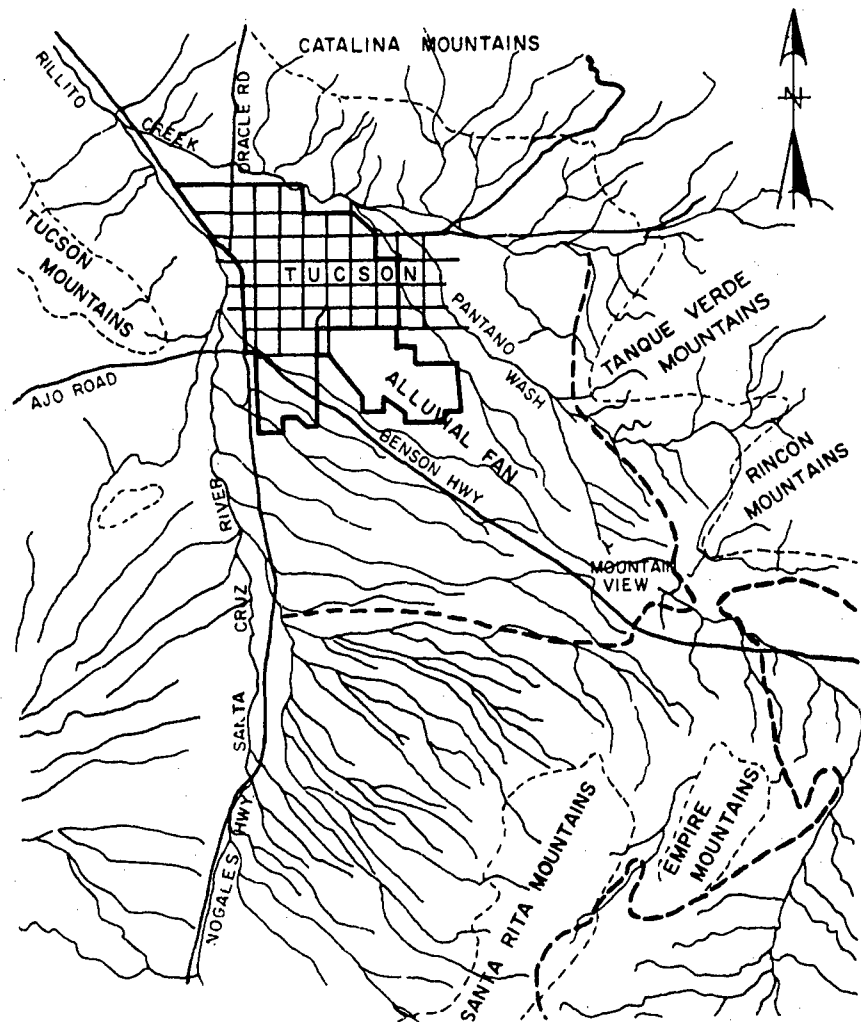 CATALINA MOUNTAINS
N
RILLITO
CREEK
ORACLE RD
TUCSON
MOUNTAINS
TUCSON
PANTANO
WASH
TANQUE VERDE
MOUNTAINS
AJO ROAD
ALLUVIAL FAN
BENSON HWY
RINCON
MOUNTAINS
RIVER
MOUNTAIN
VIEW
CRUZ
SANTA
NOGALES HWY
SANTA RITA MOUNTAINS
EMPIRE
MOUNTAINS